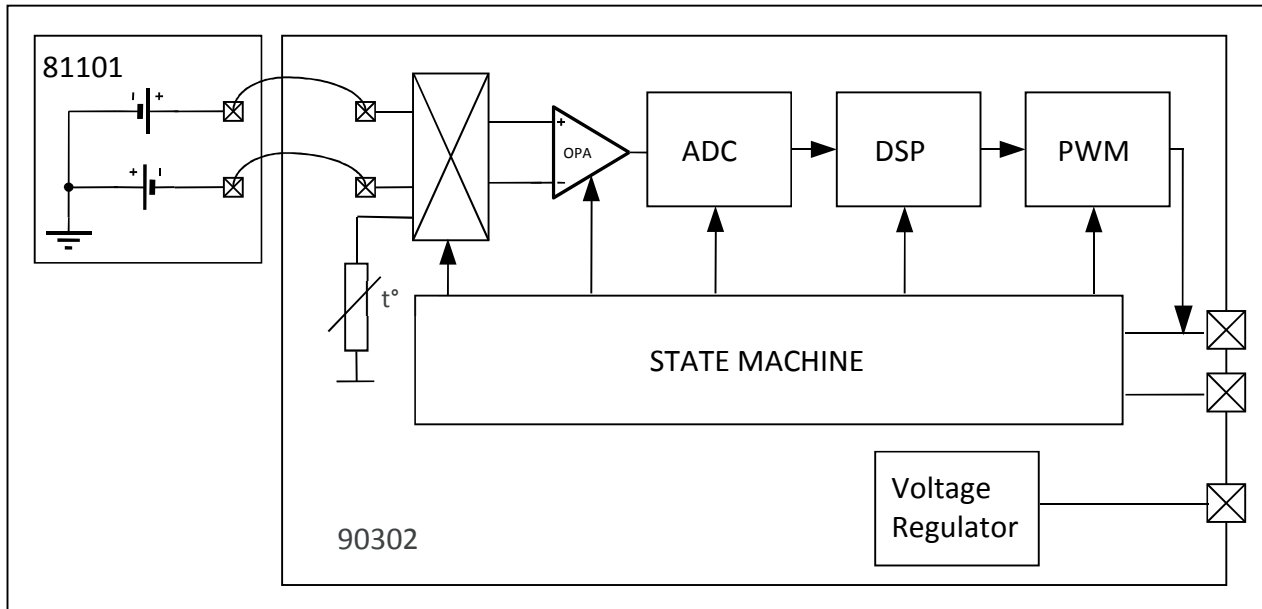 81101
+
+
+
OPA
−
ADC
DSP
PWM
t°
STATE MACHINE
Voltage
Regulator
90302